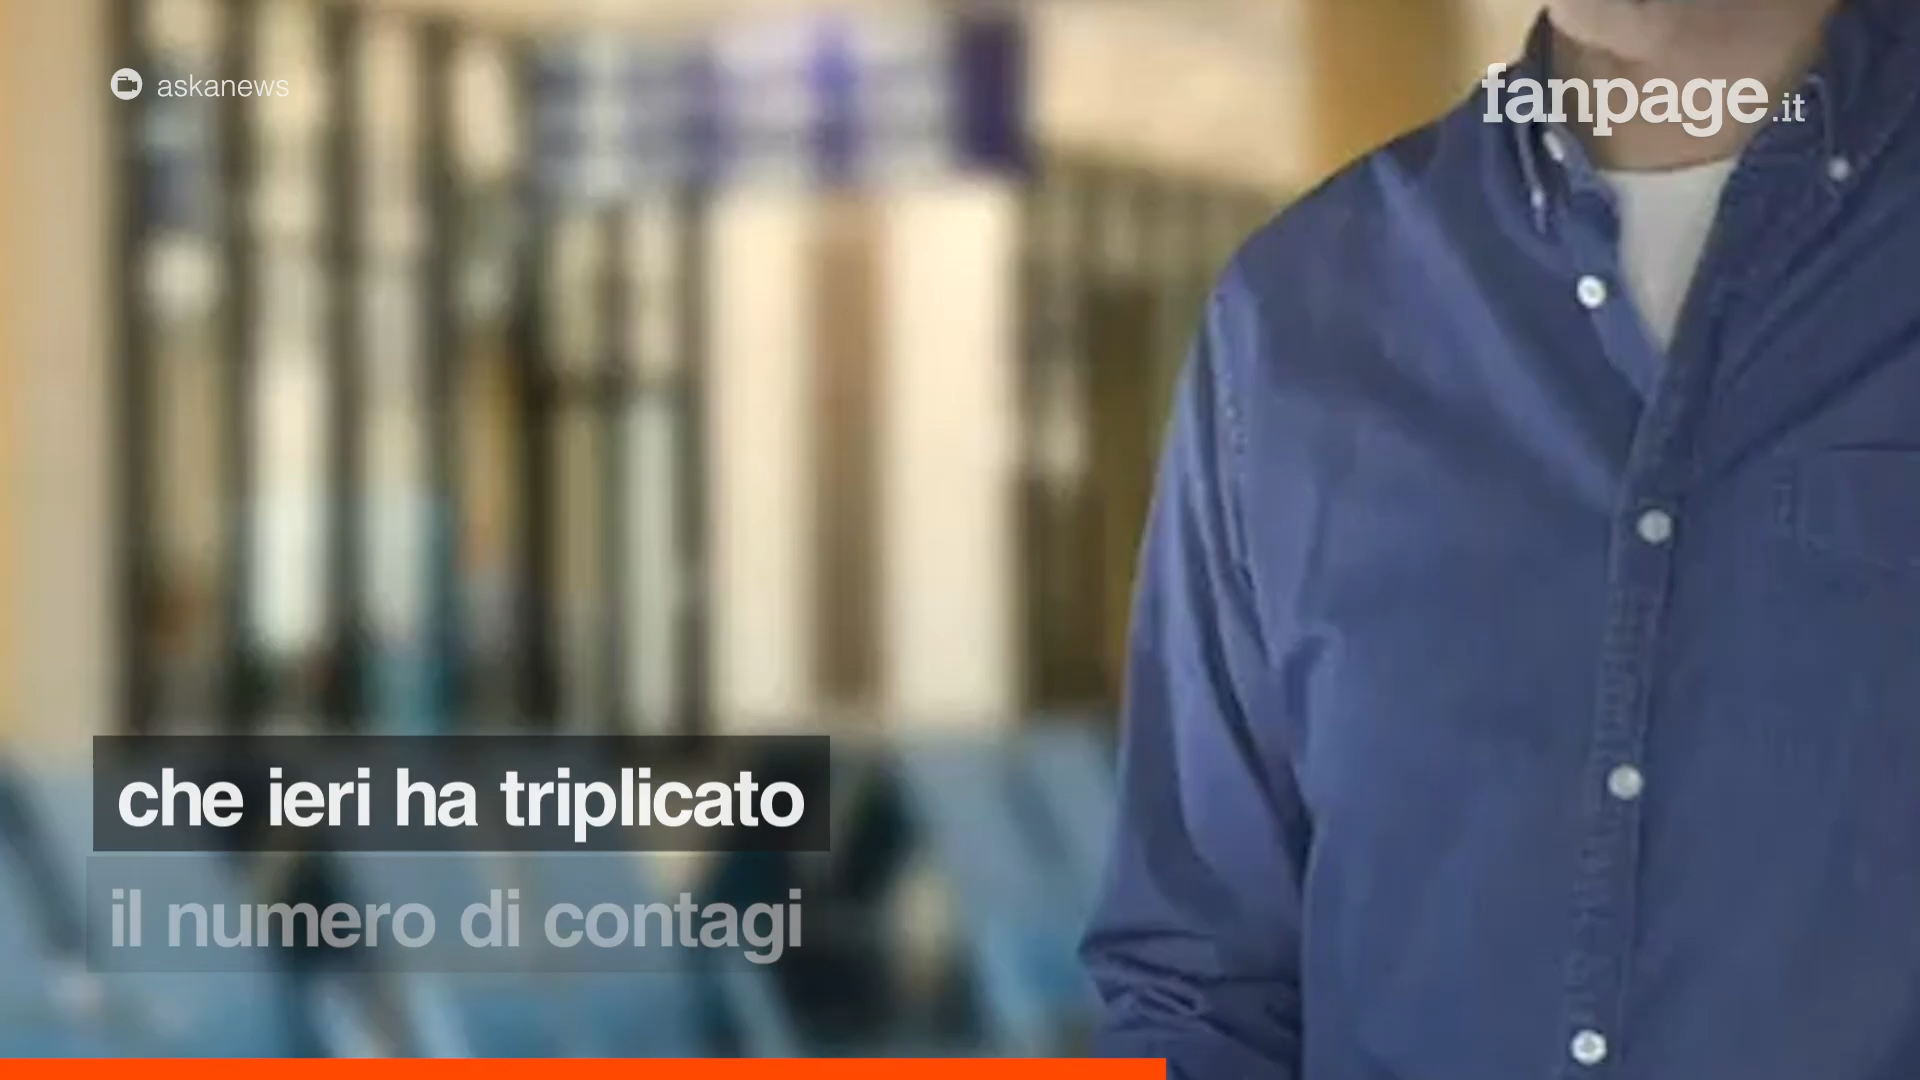 askanews
fanpage.it
che ieri ha triplicato
il numero di contagi